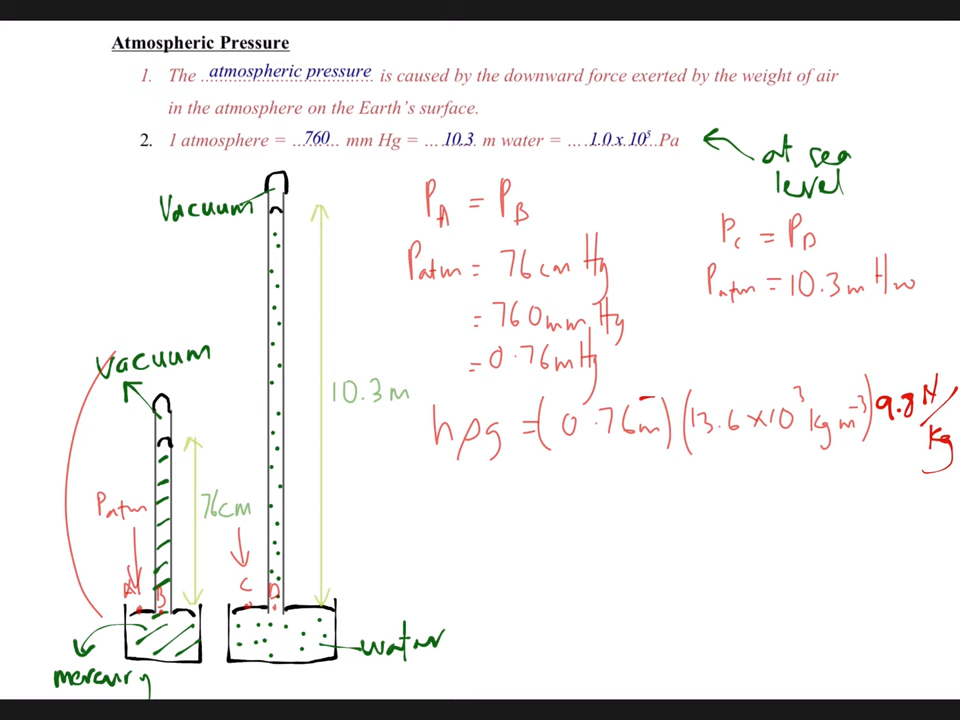 Atmospheric Pressure
1. The atmospheric pressure is caused by the downward force exerted by the weight of air
in the atmosphere on the Earth's surface.
2. 1 atmosphere = 760 mm Hg = 10.3 m water = 1.0 x 10⁵ Pa
at sea
level
Vacuum
P_A = P_B
P_C = P_D
Patm = 76 cm Hg
Patm = 10.3 m Hw
= 760 mm Hg
= 0.76 m Hg
Vacuum
10.3 m
hρg = (0.76 m) (13.6 × 10³ kg m⁻³) 9.8 N/kg
Patm
76 cm
A
B
C
D
water
mercury